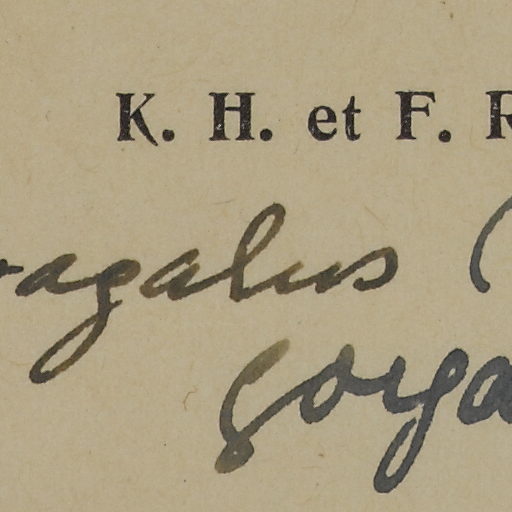 K. H. et F. R
ragalus (
goya